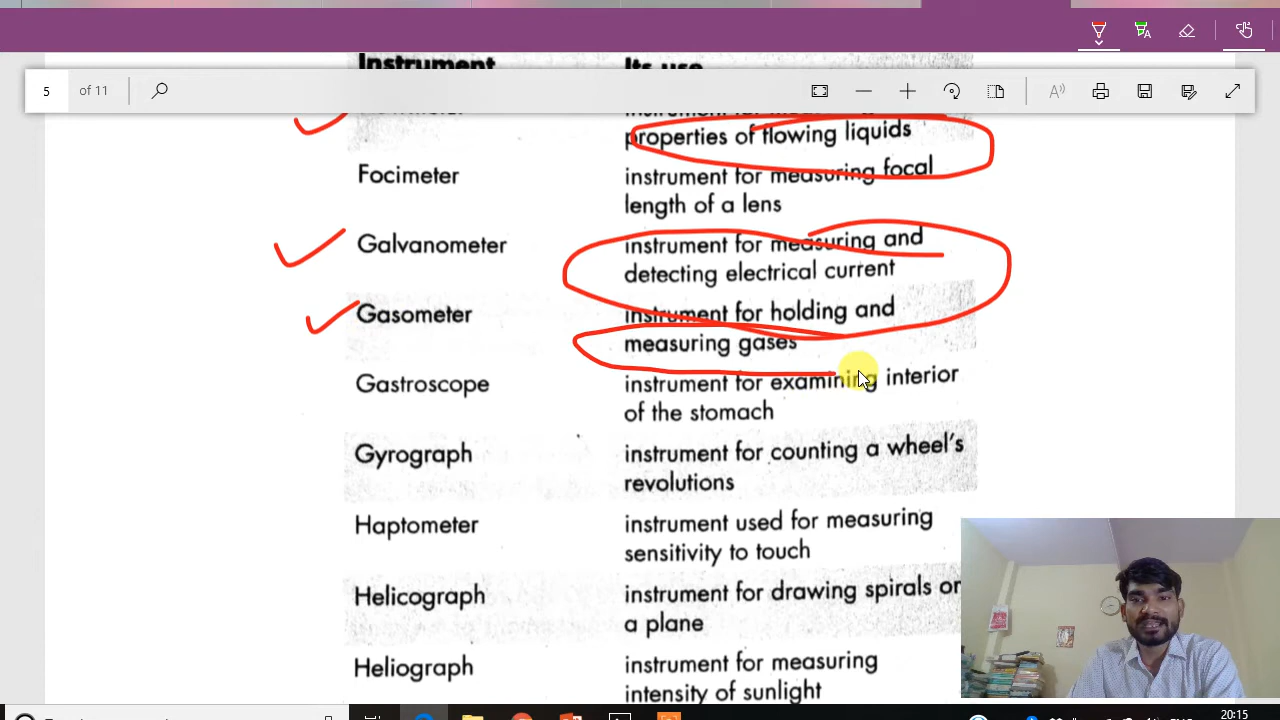 5 of 11
Instrument Its use
properties of flowing liquids
Focimeter instrument for measuring focal
length of a lens
Galvanometer instrument for measuring and
detecting electrical current
Gasometer instrument for holding and
measuring gases
Gastroscope instrument for examining interior
of the stomach
Gyrograph instrument for counting a wheel's
revolutions
Haptometer instrument used for measuring
sensitivity to touch
Helicograph instrument for drawing spirals on
a plane
Heliograph instrument for measuring
intensity of sunlight
20:15